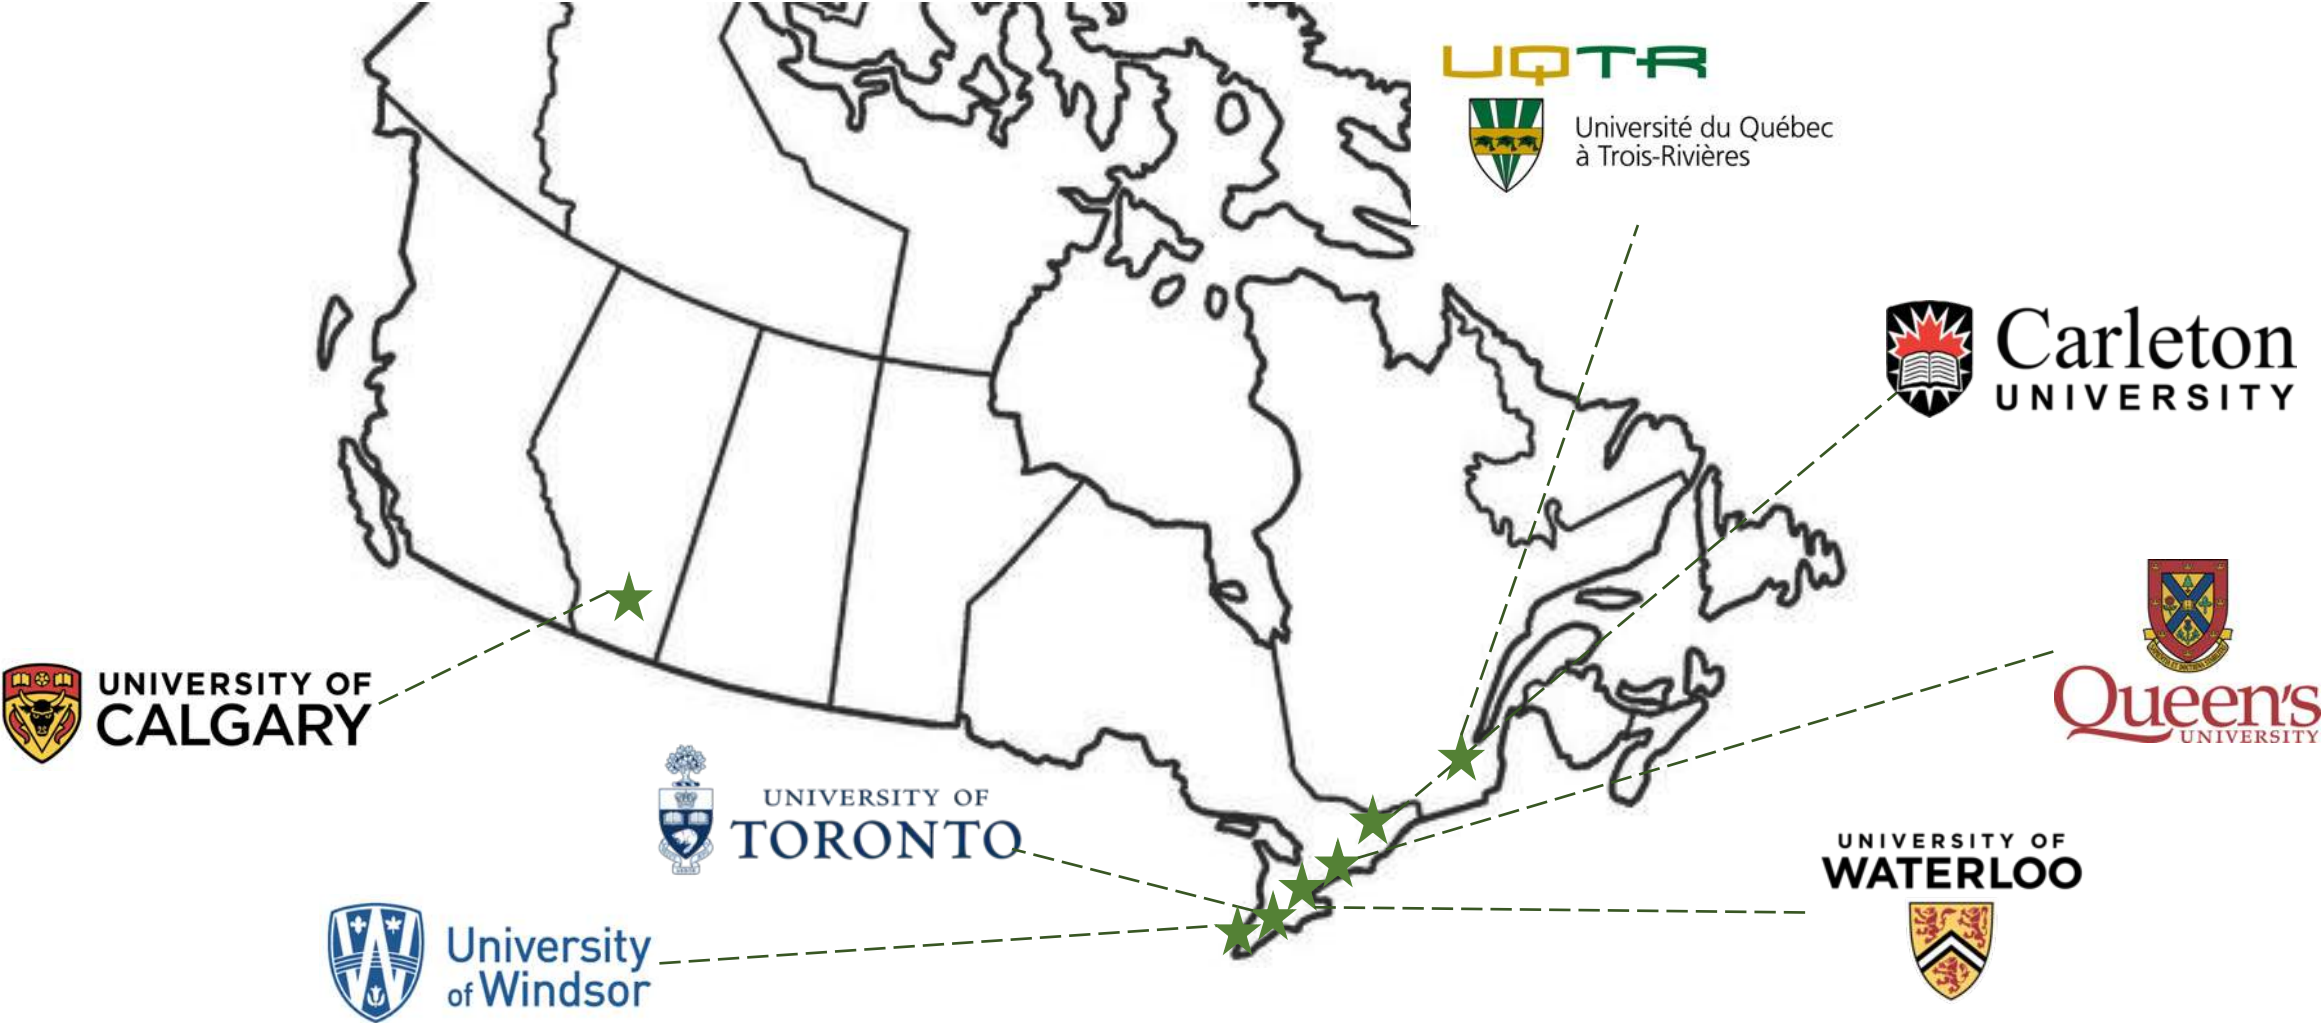 UQTR
Université du Québec
à Trois-Rivières
Carleton
UNIVERSITY
Queen's
UNIVERSITY
UNIVERSITY OF
CALGARY
UNIVERSITY OF
TORONTO
UNIVERSITY OF
WATERLOO
University
of Windsor